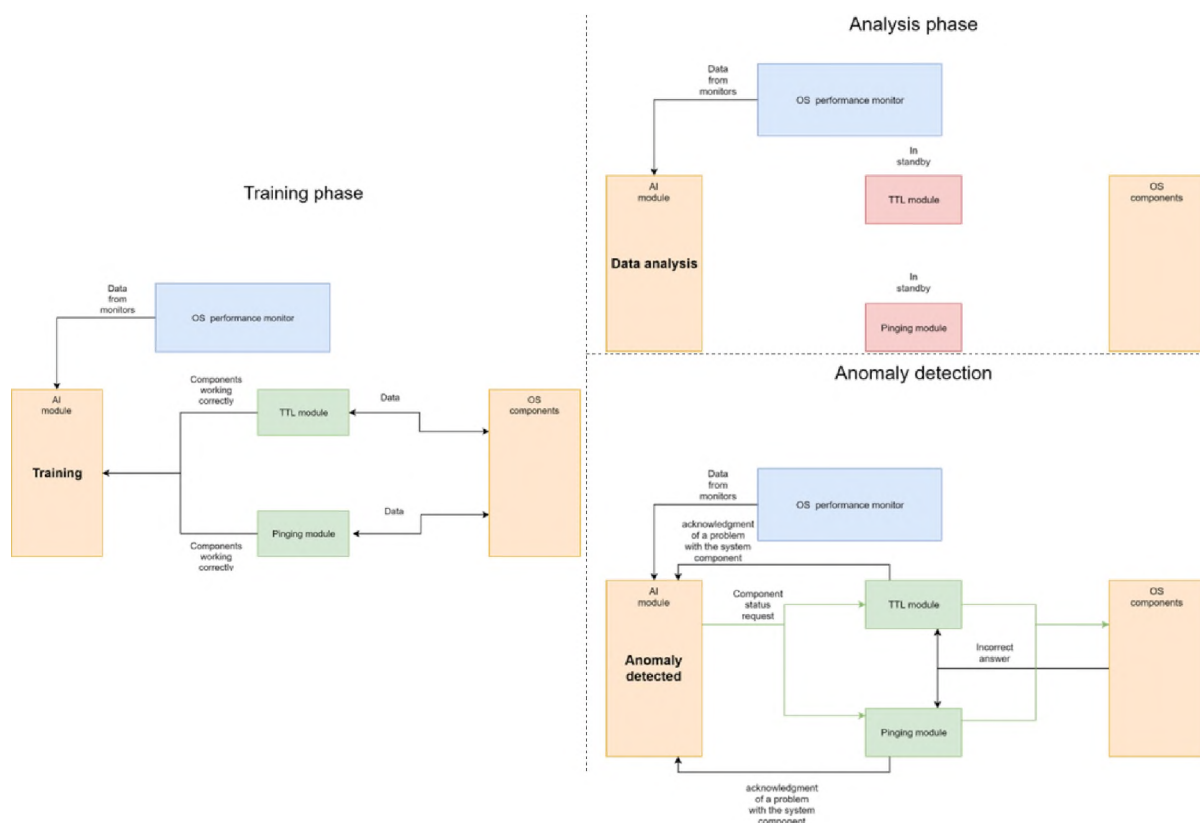 Training phase
Data
from
monitors
OS performance monitor
AI
module
Training
Components
working
correctly
TTL module
Data
OS
components
Pinging module
Data
Components
working
correctly
Analysis phase
Data
from
monitors
OS performance monitor
In
standby
AI
module
TTL module
OS
components
Data analysis
In
standby
Pinging module
Anomaly detection
Data
from
monitors
OS performance monitor
acknowledgment
of a problem
with the system
component
AI
module
Component
status
request
TTL module
OS
components
Anomaly
detected
Incorrect
answer
Pinging module
acknowledgment
of a problem
with the system
component